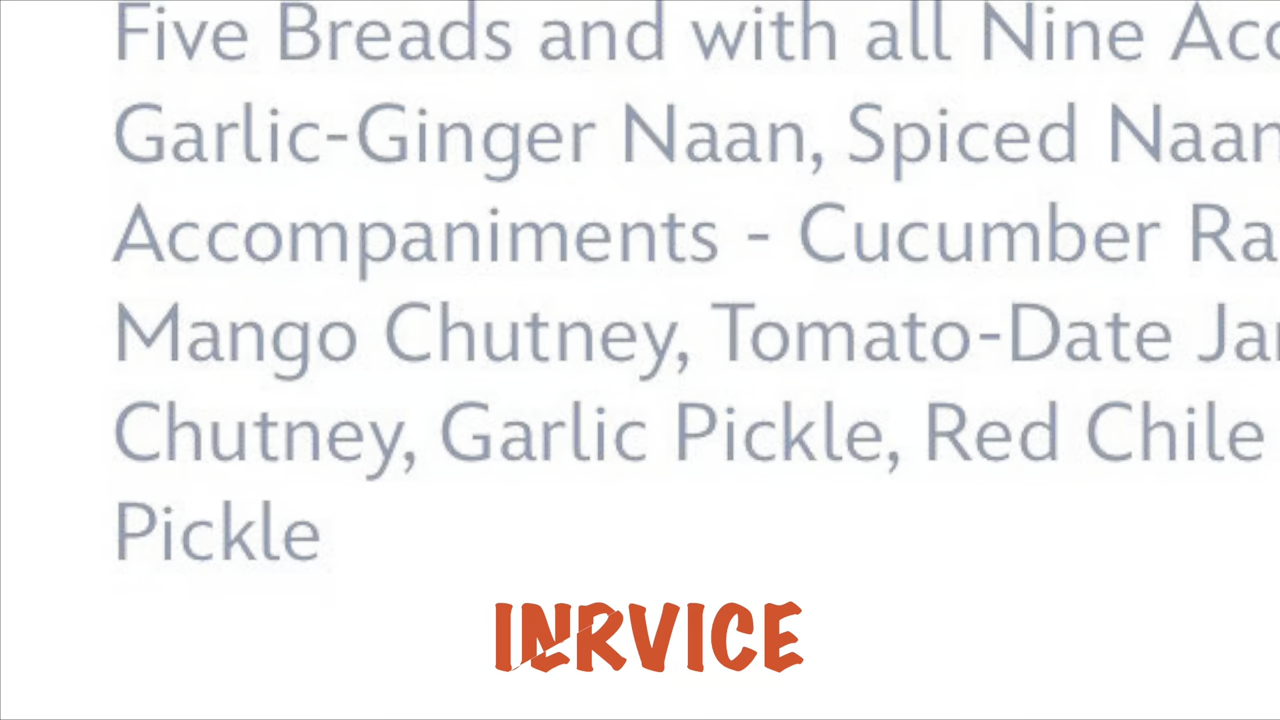 Five Breads and with all Nine Acc
Garlic-Ginger Naan, Spiced Naan
Accompaniments - Cucumber Ra
Mango Chutney, Tomato-Date Ja
Chutney, Garlic Pickle, Red Chile
Pickle